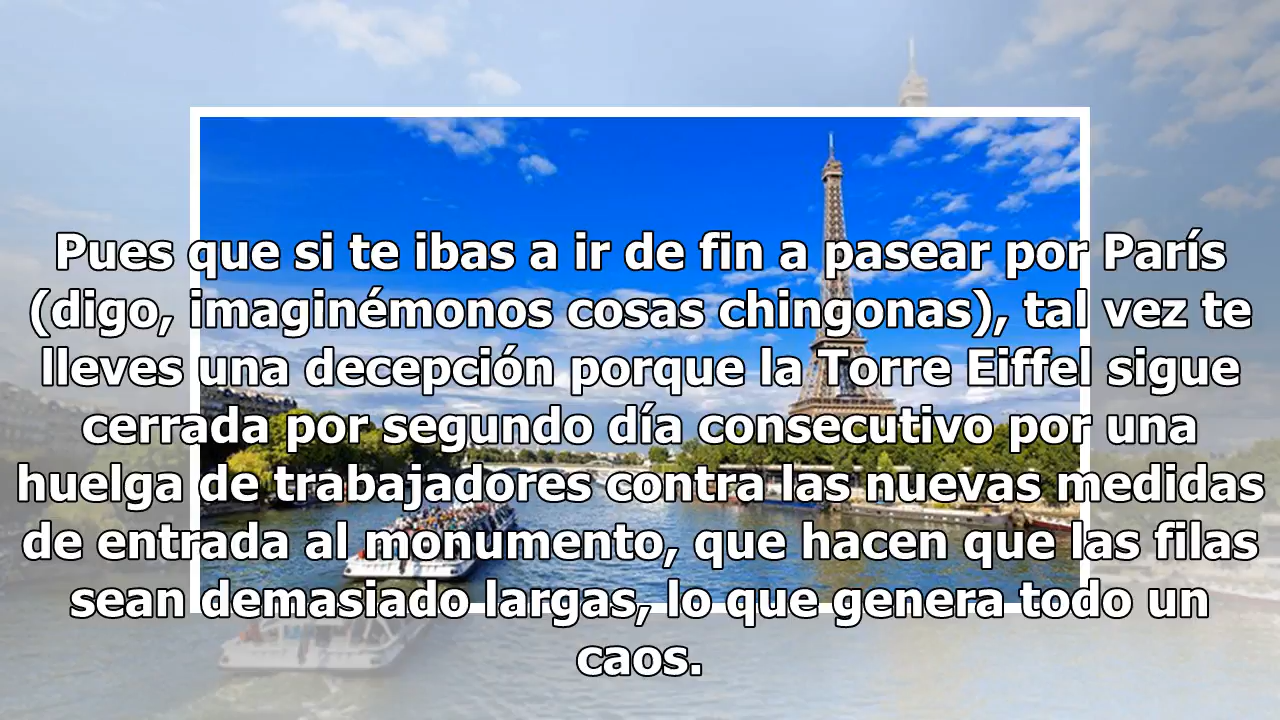 Pues que si te ibas a ir de fin a pasear por París
(digo, imaginémonos cosas chingonas), tal vez te
lleves una decepción porque la Torre Eiffel sigue
cerrada por segundo día consecutivo por una
huelga de trabajadores contra las nuevas medidas
de entrada al monumento, que hacen que las filas
sean demasiado largas, lo que genera todo un
caos.